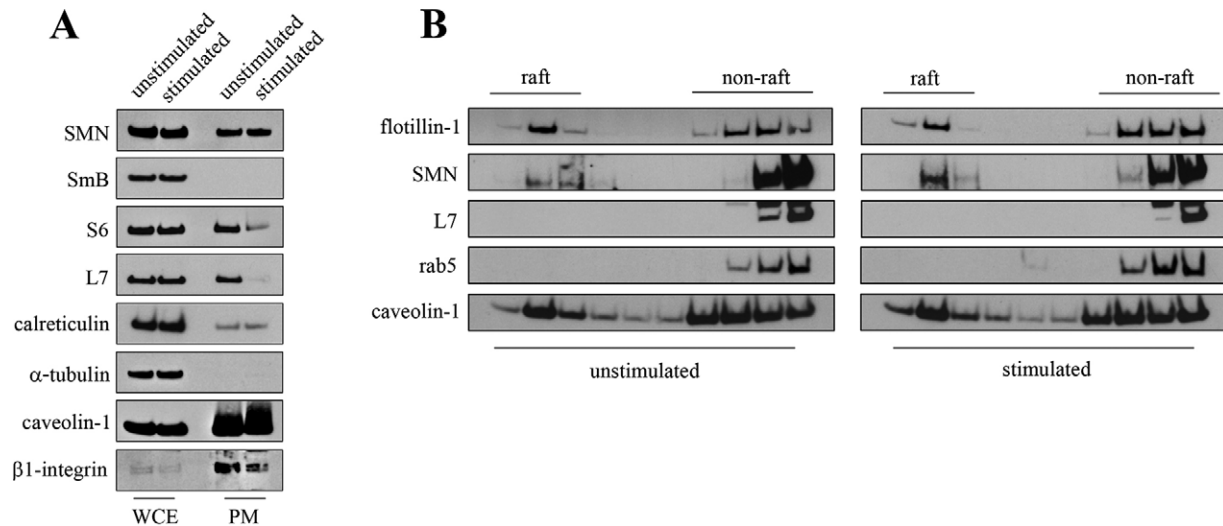 A
unstimulated
stimulated
unstimulated
stimulated
SMN
SmB
S6
L7
calreticulin
α-tubulin
caveolin-1
β1-integrin
WCE
PM
B
raft
non-raft
raft
non-raft
flotillin-1
SMN
L7
rab5
caveolin-1
unstimulated
stimulated